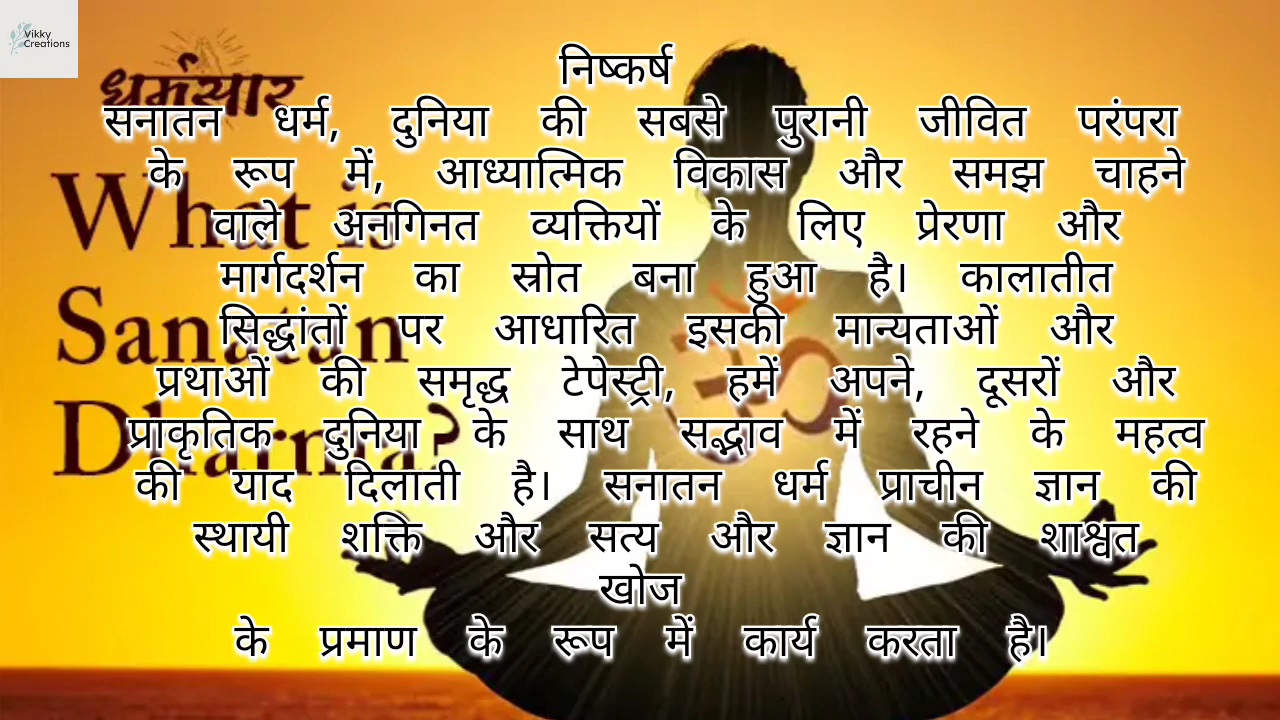 Vikky
Creations
धर्मसार
What is
Sanatan
Dharma?
निष्कर्ष
सनातन धर्म, दुनिया की सबसे पुरानी जीवित परंपरा
के रूप में, आध्यात्मिक विकास और समझ चाहने
वाले अनगिनत व्यक्तियों के लिए प्रेरणा और
मार्गदर्शन का स्रोत बना हुआ है। कालातीत
सिद्धांतों पर आधारित इसकी मान्यताओं और
प्रथाओं की समृद्ध टेपेस्ट्री, हमें अपने, दूसरों और
प्राकृतिक दुनिया के साथ सद्भाव में रहने के महत्व
की याद दिलाती है। सनातन धर्म प्राचीन ज्ञान की
स्थायी शक्ति और सत्य और ज्ञान की शाश्वत
खोज
के प्रमाण के रूप में कार्य करता है।
ॐ